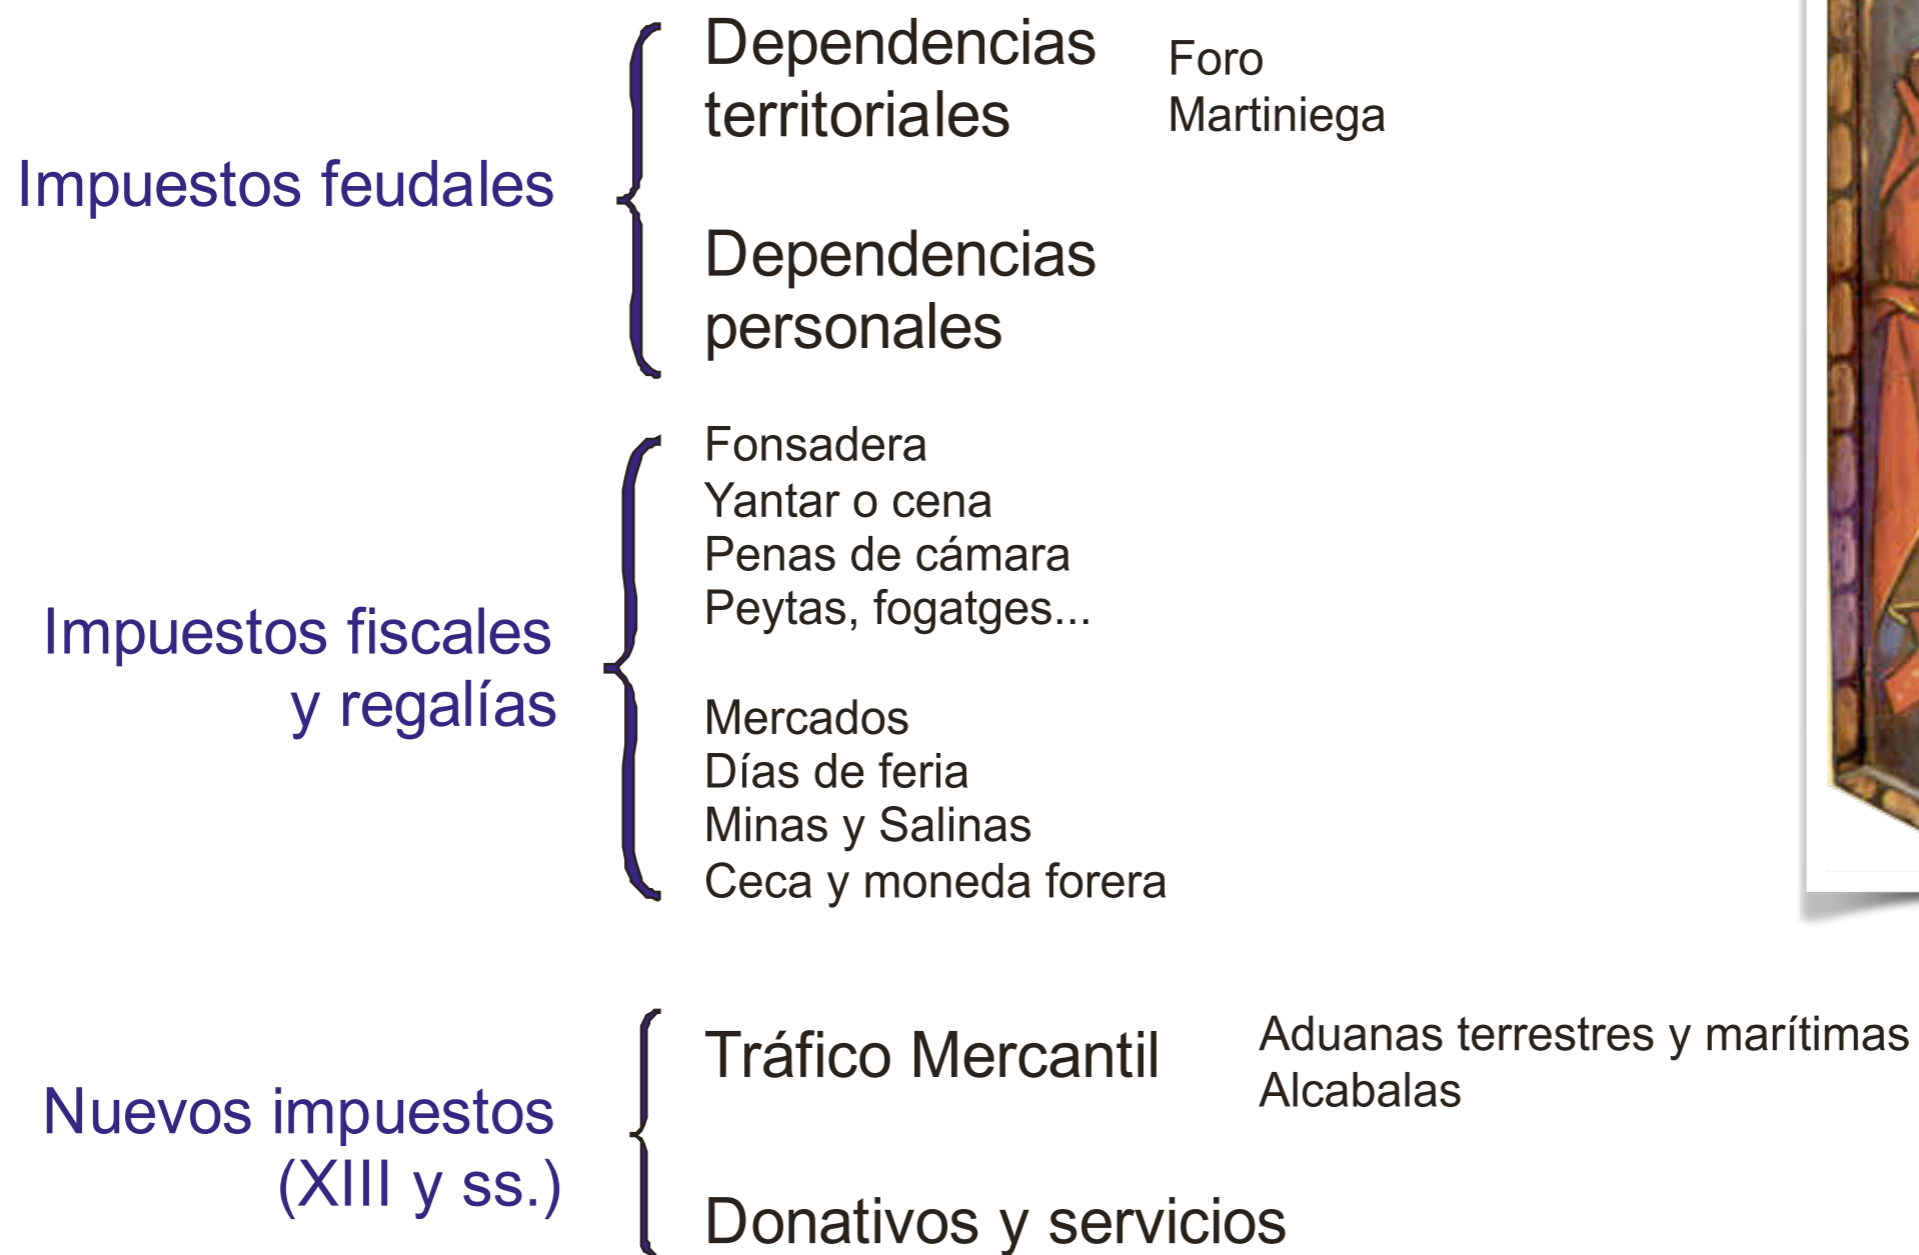 Impuestos feudales
Dependencias
territoriales
Foro
Martiniega
Dependencias
personales
Impuestos fiscales
y regalías
Fonsadera
Yantar o cena
Penas de cámara
Peytas, fogatges...
Mercados
Días de feria
Minas y Salinas
Ceca y moneda forera
Nuevos impuestos
(XIII y ss.)
Tráfico Mercantil
Aduanas terrestres y marítimas
Alcabalas
Donativos y servicios